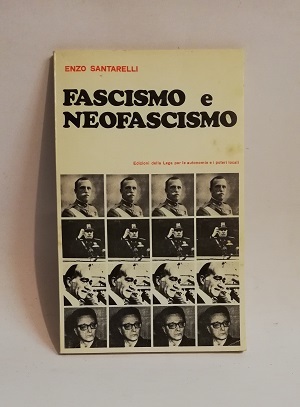 ENZO SANTARELLI
FASCISMO e
NEOFASCISMO
Edizioni della Lega per le autonomie e i poteri locali